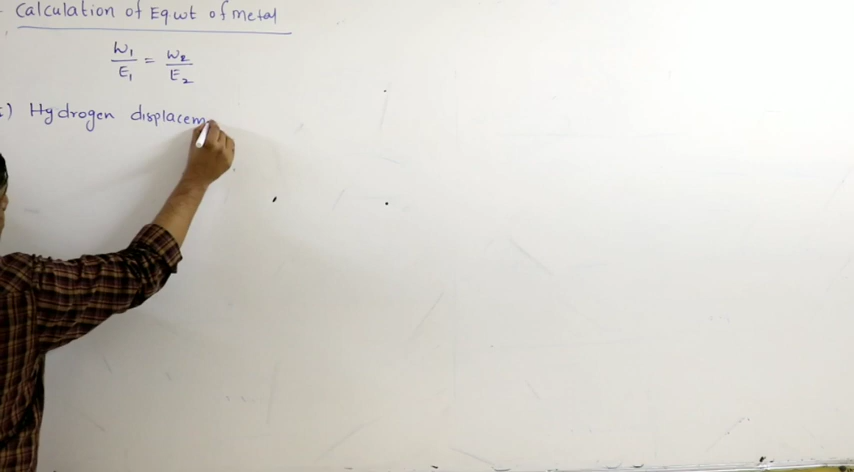 Calculation of Eq.wt of metal
W₁/E₁ = W₂/E₂
) Hydrogen displacem